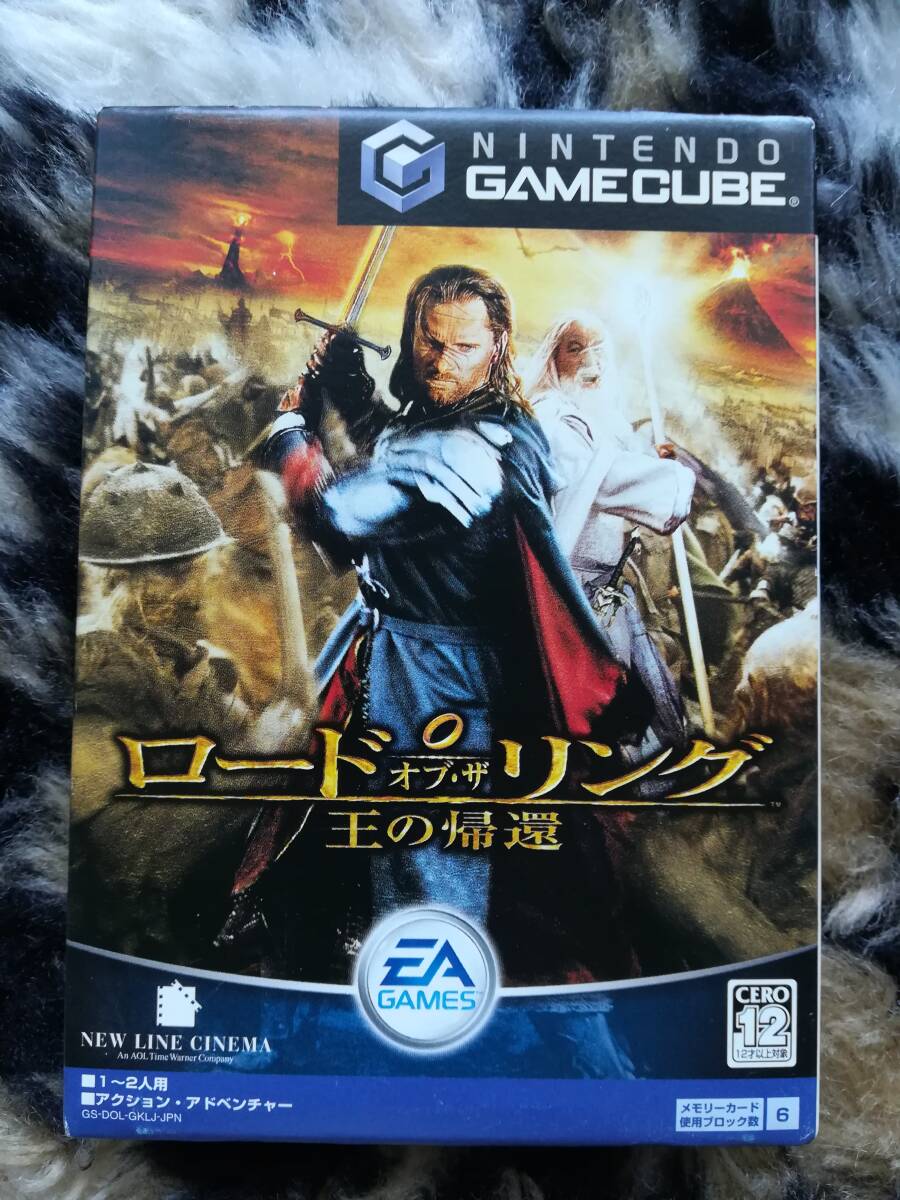 NINTENDO
GAMECUBE®
ロード オブ・ザ リング
TM
王の帰還
EA
GAMES
NEW LINE CINEMA
An AOL Time Warner Company
CERO
12
12才以上対象
■1～2人用
■アクション・アドベンチャー
GS-DOL-GKLJ-JPN
メモリーカード
使用ブロック数 6